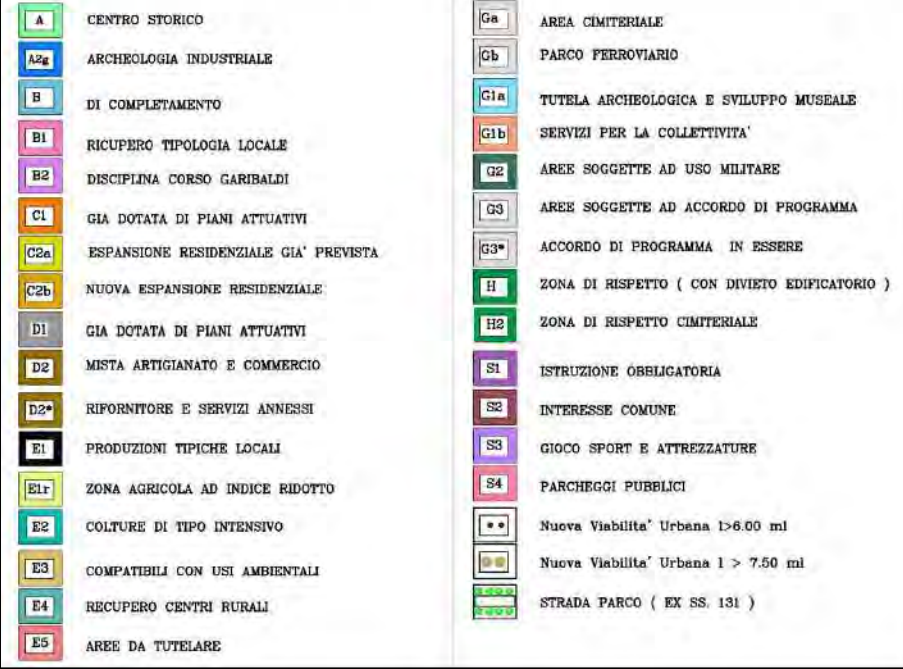 A CENTRO STORICO
A2g ARCHEOLOGIA INDUSTRIALE
B DI COMPLETAMENTO
B1 RICUPERO TIPOLOGIA LOCALE
B2 DISCIPLINA CORSO GARIBALDI
C1 GIA DOTATA DI PIANI ATTUATIVI
C2a ESPANSIONE RESIDENZIALE GIA' PREVISTA
C2b NUOVA ESPANSIONE RESIDENZIALE
D1 GIA DOTATA DI PIANI ATTUATIVI
D2 MISTA ARTIGIANATO E COMMERCIO
D2* RIFORNITORE E SERVIZI ANNESSI
E1 PRODUZIONI TIPICHE LOCALI
E1r ZONA AGRICOLA AD INDICE RIDOTTO
E2 COLTURE DI TIPO INTENSIVO
E3 COMPATIBILI CON USI AMBIENTALI
E4 RECUPERO CENTRI RURALI
E5 AREE DA TUTELARE
Ga AREA CIMITERIALE
Gb PARCO FERROVIARIO
G1a TUTELA ARCHEOLOGICA E SVILUPPO MUSEALE
G1b SERVIZI PER LA COLLETTIVITA'
G2 AREE SOGGETTE AD USO MILITARE
G3 AREE SOGGETTE AD ACCORDO DI PROGRAMMA
G3* ACCORDO DI PROGRAMMA IN ESSERE
H ZONA DI RISPETTO ( CON DIVIETO EDIFICATORIO )
H2 ZONA DI RISPETTO CIMITERIALE
S1 ISTRUZIONE OBBLIGATORIA
S2 INTERESSE COMUNE
S3 GIOCO SPORT E ATTREZZATURE
S4 PARCHEGGI PUBBLICI
Nuova Viabilita' Urbana l>6.00 ml
Nuova Viabilita' Urbana l > 7.50 ml
STRADA PARCO ( EX SS. 131 )